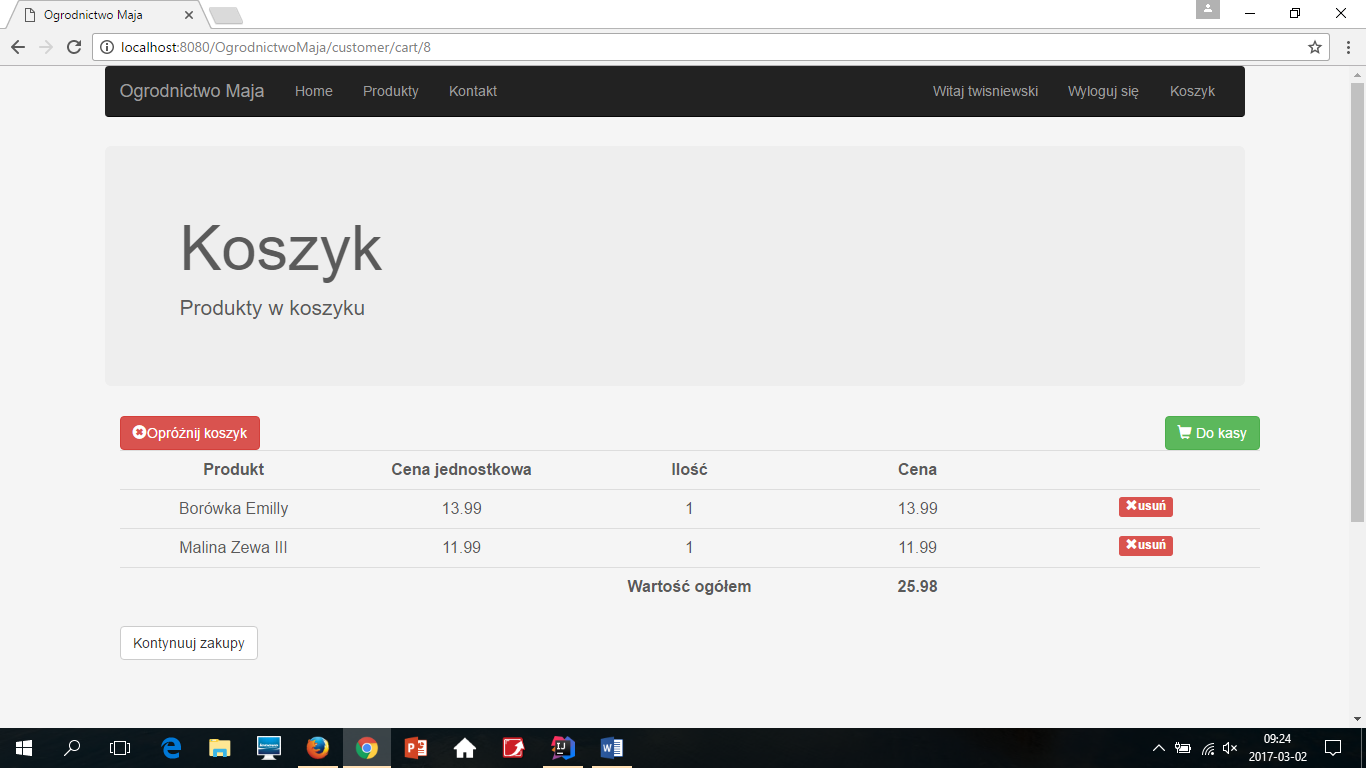 Ogrodnictwo Maja
localhost:8080/OgrodnictwoMaja/customer/cart/8
Ogrodnictwo Maja Home Produkty Kontakt Witaj twisniewski Wyloguj się Koszyk
Koszyk
Produkty w koszyku
Opróżnij koszyk Do kasy
Produkt Cena jednostkowa Ilość Cena
Borówka Emilly 13.99 1 13.99 usuń
Malina Zewa III 11.99 1 11.99 usuń
Wartość ogółem 25.98
Kontynuuj zakupy
09:24
2017-03-02